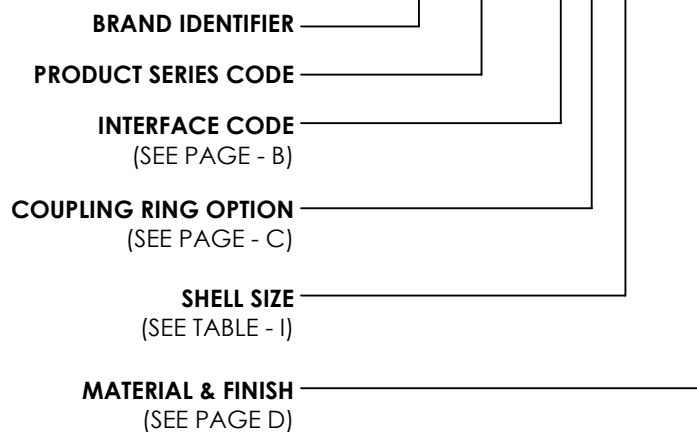 BRAND IDENTIFIER
PRODUCT SERIES CODE
INTERFACE CODE
(SEE PAGE - B)
COUPLING RING OPTION
(SEE PAGE - C)
SHELL SIZE
(SEE TABLE - I)
MATERIAL & FINISH
(SEE PAGE D)